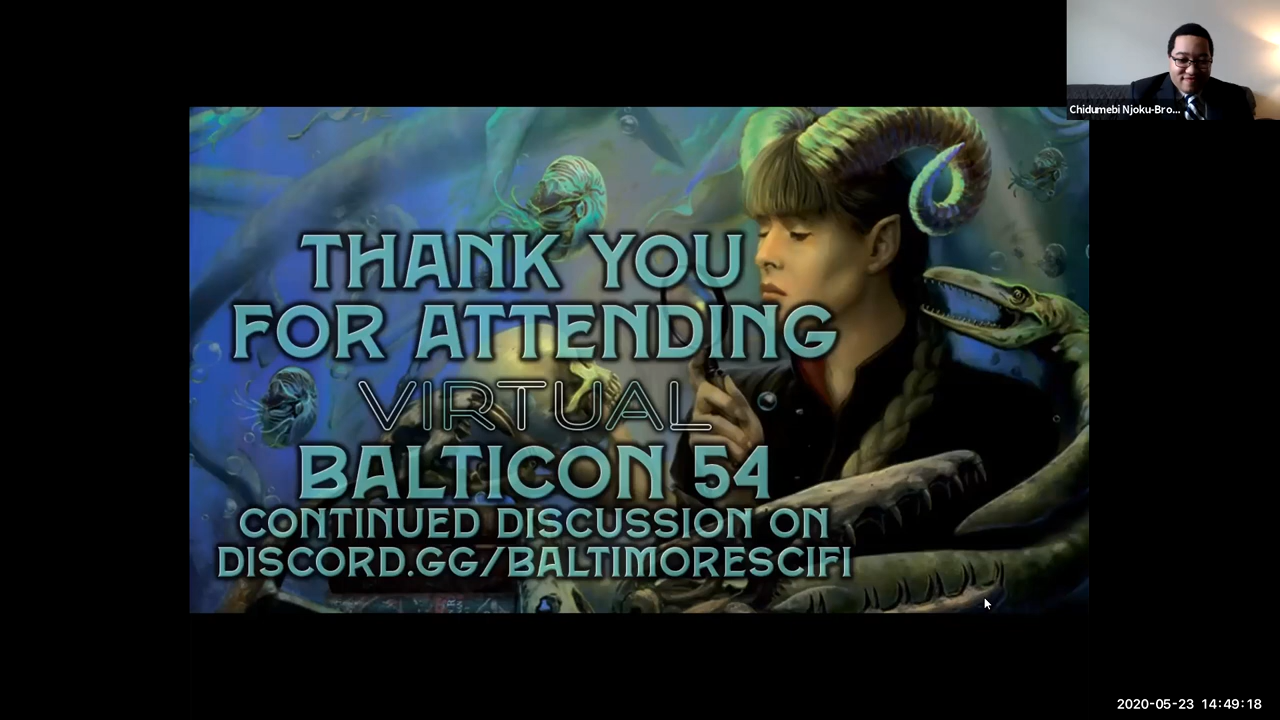 Chidumebi Njoku-Bro...
THANK YOU
FOR ATTENDING
VIRTUAL
BALTICON 54
CONTINUED DISCUSSION ON
DISCORD.GG/BALTIMORESCIFI
2020-05-23 14:49:18